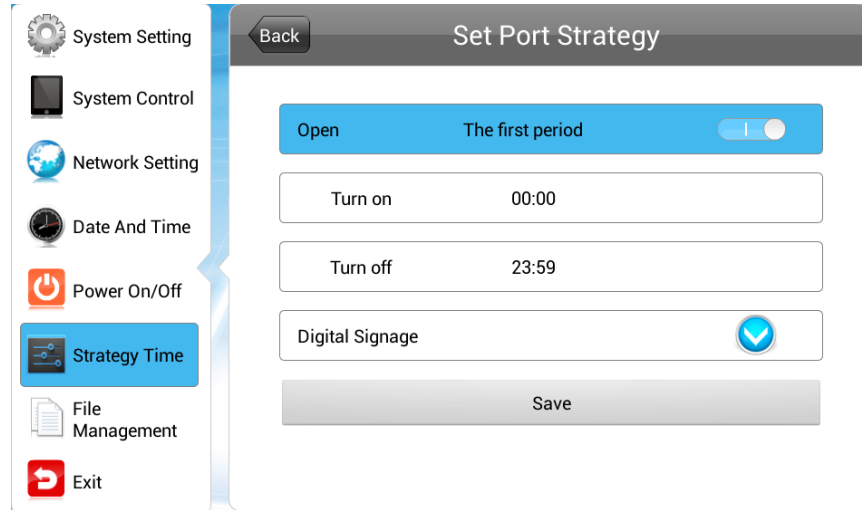 System Setting
System Control
Network Setting
Date And Time
Power On/Off
Strategy Time
File
Management
Exit
Back
Set Port Strategy
Open The first period
Turn on 00:00
Turn off 23:59
Digital Signage
Save